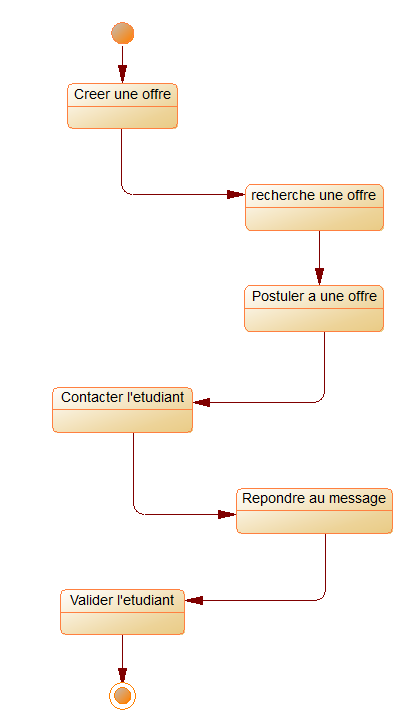 Creer une offre
recherche une offre
Postuler a une offre
Contacter l'etudiant
Repondre au message
Valider l'etudiant